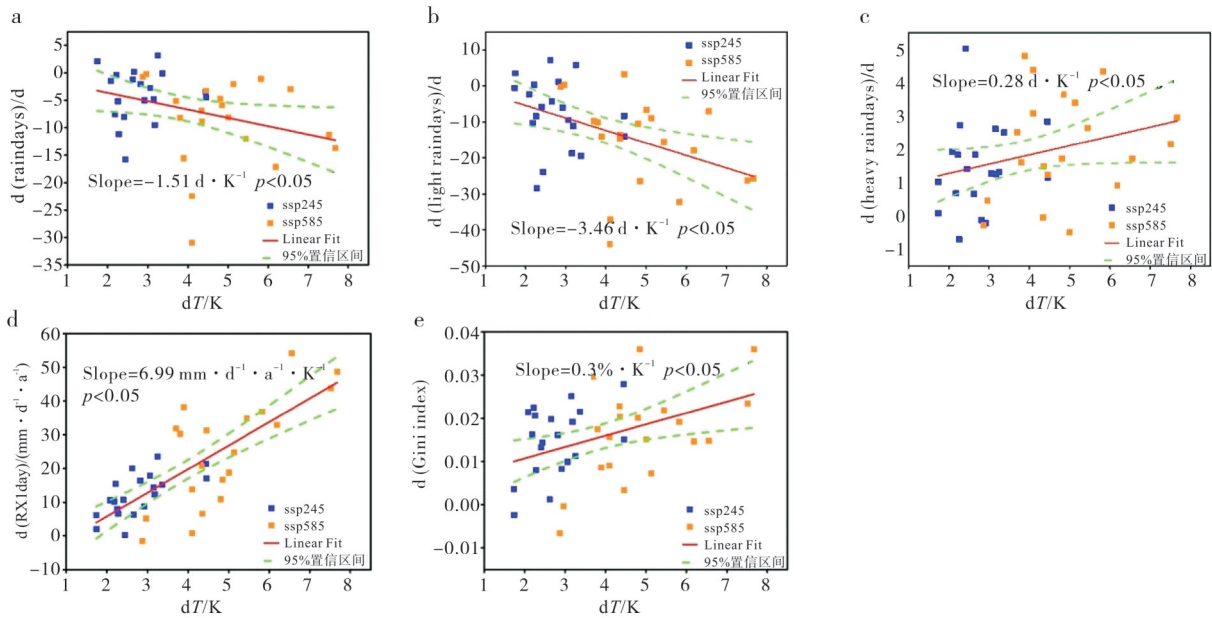 a
d (raindays)/d
5
0
−5
−10
−15
−20
−25
−30
−35
Slope=−1.51 d · K⁻¹ p<0.05
ssp245
ssp585
Linear Fit
95%置信区间
1 2 3 4 5 6 7 8
dT/K
b
d (light raindays)/d
10
0
−10
−20
−30
−40
−50
ssp245
ssp585
Linear Fit
95%置信区间
Slope=−3.46 d · K⁻¹ p<0.05
1 2 3 4 5 6 7 8
dT/K
c
d (heavy raindays)/d
5
4
3
2
1
0
−1
Slope=0.28 d · K⁻¹ p<0.05
ssp245
ssp585
Linear Fit
95%置信区间
1 2 3 4 5 6 7 8
dT/K
d
d (RX1day)/(mm · d⁻¹ · a⁻¹)
60
50
40
30
20
10
0
−10
Slope=6.99 mm · d⁻¹ · a⁻¹ · K⁻¹
p<0.05
ssp245
ssp585
Linear Fit
95%置信区间
1 2 3 4 5 6 7 8
dT/K
e
d (Gini index)
0.04
0.03
0.02
0.01
0.00
−0.01
Slope=0.3% · K⁻¹ p<0.05
ssp245
ssp585
Linear Fit
95%置信区间
1 2 3 4 5 6 7 8
dT/K